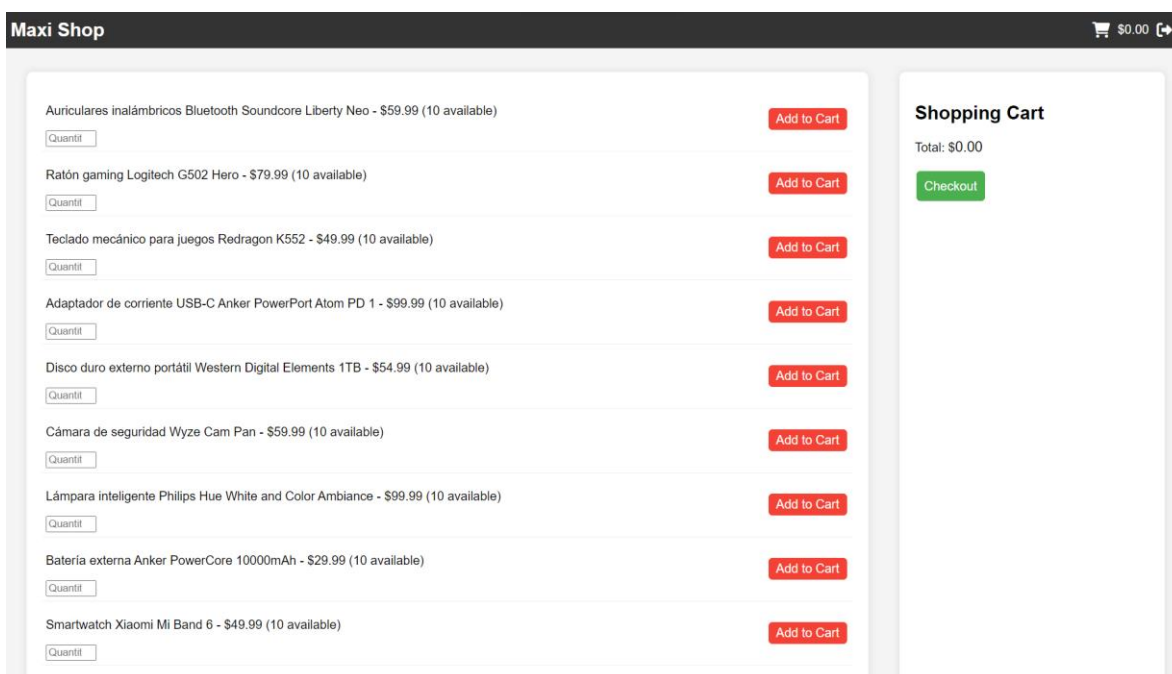 Maxi Shop
$0.00
Auriculares inalámbricos Bluetooth Soundcore Liberty Neo - $59.99 (10 available)
Add to Cart
Quantit
Ratón gaming Logitech G502 Hero - $79.99 (10 available)
Add to Cart
Quantit
Teclado mecánico para juegos Redragon K552 - $49.99 (10 available)
Add to Cart
Quantit
Adaptador de corriente USB-C Anker PowerPort Atom PD 1 - $99.99 (10 available)
Add to Cart
Quantit
Disco duro externo portátil Western Digital Elements 1TB - $54.99 (10 available)
Add to Cart
Quantit
Cámara de seguridad Wyze Cam Pan - $59.99 (10 available)
Add to Cart
Quantit
Lámpara inteligente Philips Hue White and Color Ambiance - $99.99 (10 available)
Add to Cart
Quantit
Batería externa Anker PowerCore 10000mAh - $29.99 (10 available)
Add to Cart
Quantit
Smartwatch Xiaomi Mi Band 6 - $49.99 (10 available)
Add to Cart
Quantit
Shopping Cart
Total: $0.00
Checkout